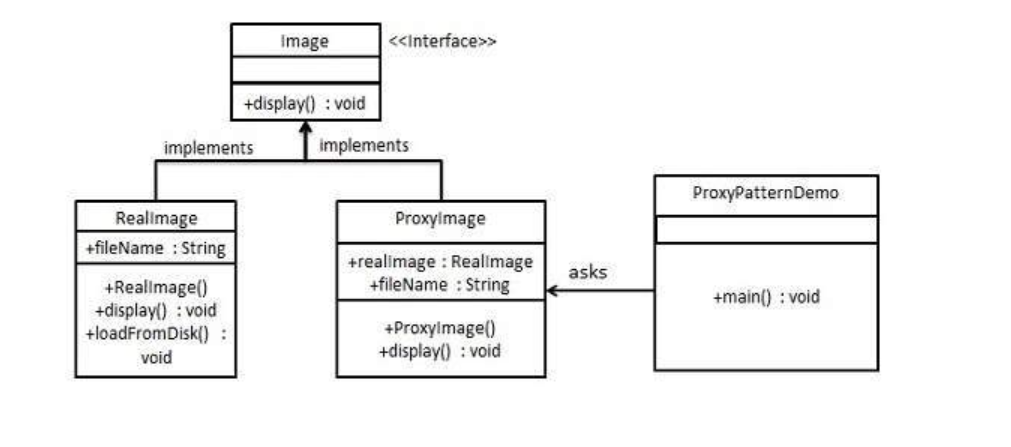 Image <<Interface>>
+display() : void
implements implements
RealImage
+fileName : String
+RealImage()
+display() : void
+loadFromDisk() :
void
ProxyImage
+realImage : RealImage
+fileName : String
+ProxyImage()
+display() : void
asks
ProxyPatternDemo
+main() : void